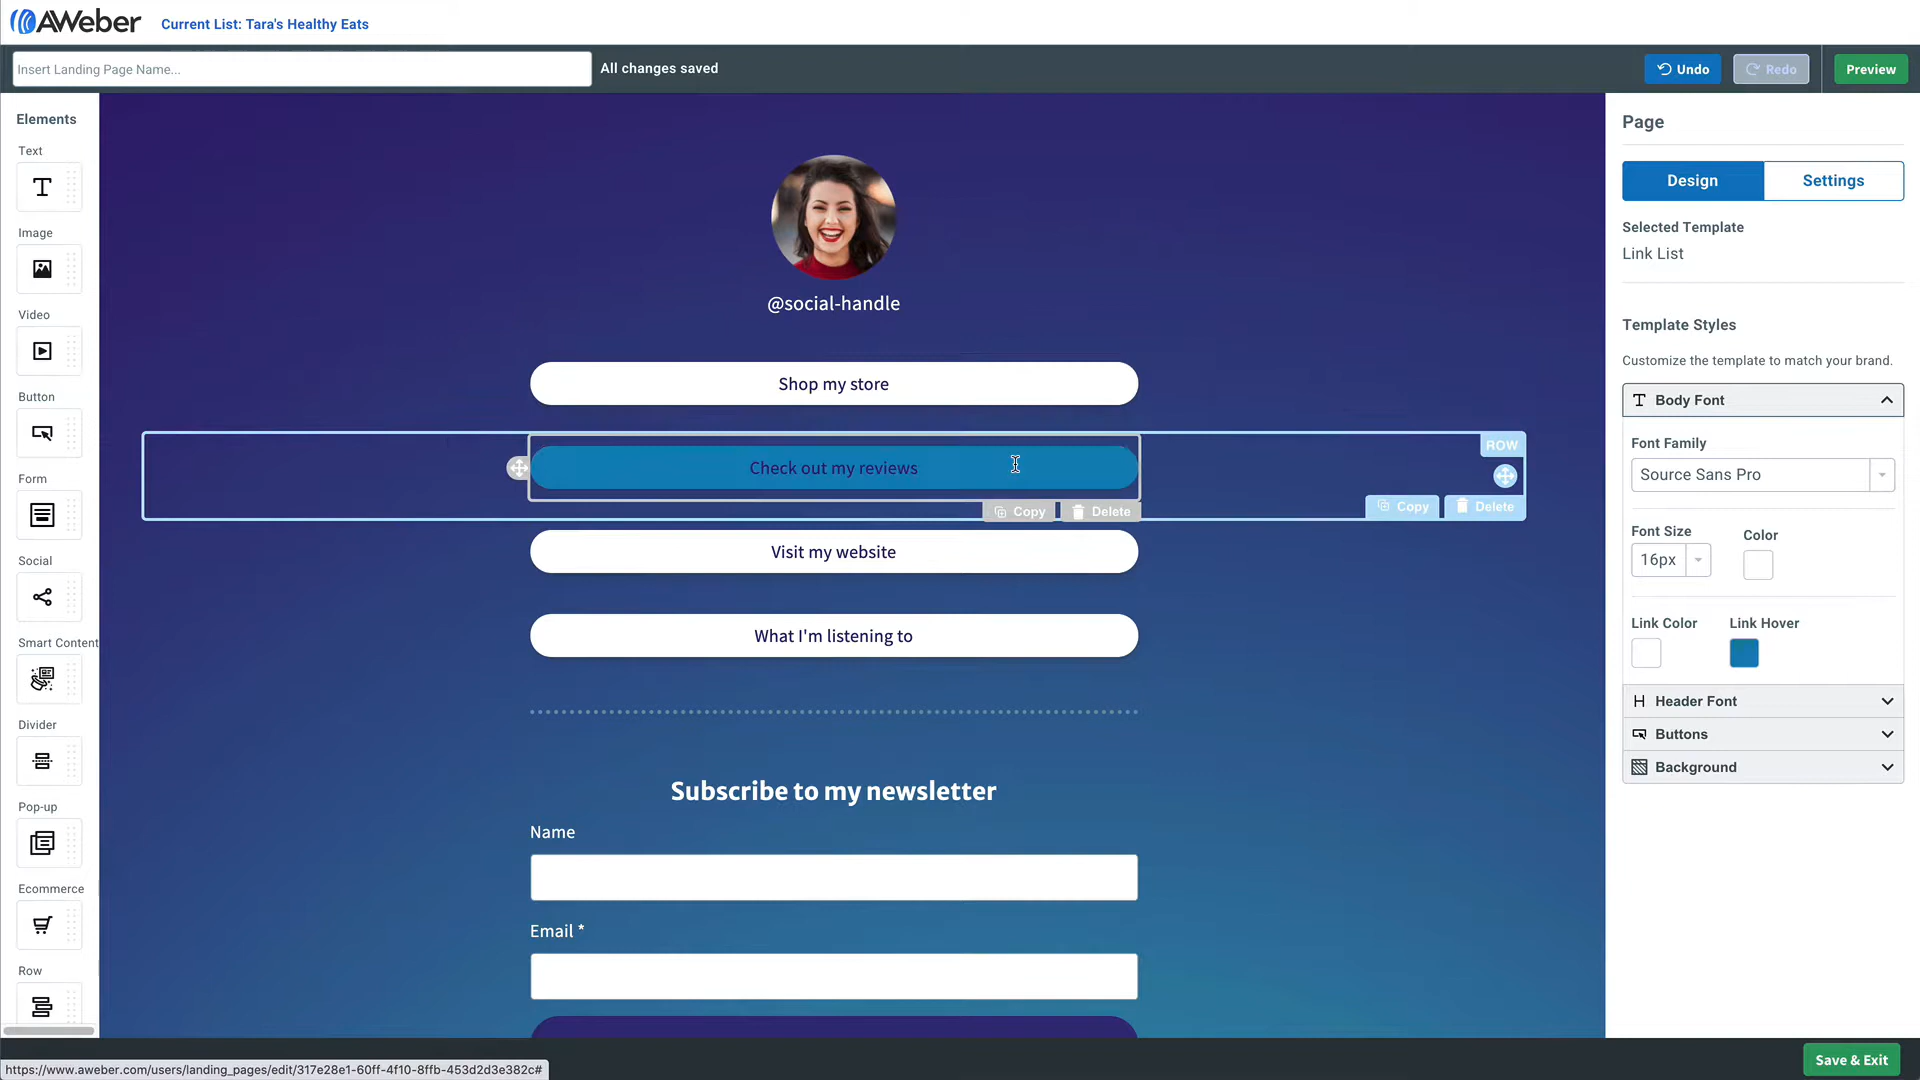 AWeber
Current List: Tara's Healthy Eats
Insert Landing Page Name...
All changes saved
Undo
Redo
Preview
Elements
Text
Image
Video
Button
Form
Social
Smart Content
Divider
Pop-up
Ecommerce
Row
@social-handle
Shop my store
Check out my reviews
ROW
Copy
Delete
Copy
Delete
Visit my website
What I'm listening to
Subscribe to my newsletter
Name
Email *
Page
Design
Settings
Selected Template
Link List
Template Styles
Customize the template to match your brand.
Body Font
Font Family
Source Sans Pro
Font Size
Color
16px
Link Color
Link Hover
Header Font
Buttons
Background
https://www.aweber.com/users/landing_pages/edit/317e28e1-60ff-4f10-8ffb-453d2d3e382c#
Save & Exit